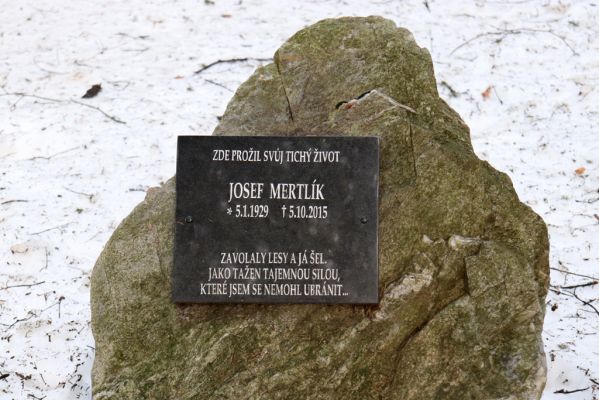 ZDE PROŽIL SVŮJ TICHÝ ŽIVOT
JOSEF MERTLÍK
* 5.1.1929 † 5.10.2015
ZAVOLALY LESY A JÁ ŠEL.
JAKO TAŽEN TAJEMNOU SILOU,
KTERÉ JSEM SE NEMOHL UBRÁNIT...